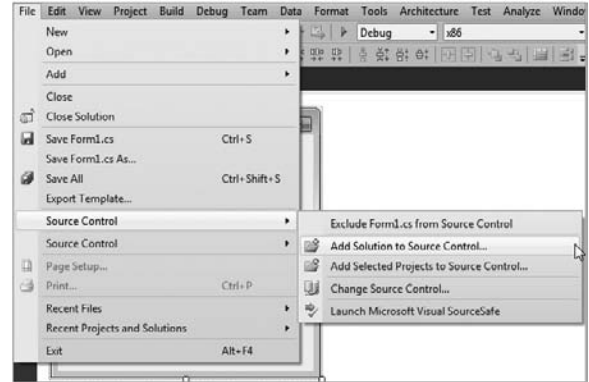 File Edit View Project Build Debug Team Data Format Tools Architecture Test Analyze Windo
New
Debug x86
Open
Add
Close
Close Solution
Save Form1.cs Ctrl+S
Save Form1.cs As...
Save All Ctrl+Shift+S
Export Template...
Source Control
Exclude Form1.cs from Source Control
Source Control
Add Solution to Source Control...
Page Setup...
Add Selected Projects to Source Control...
Print... Ctrl+P
Change Source Control...
Recent Files
Launch Microsoft Visual SourceSafe
Recent Projects and Solutions
Exit Alt+F4